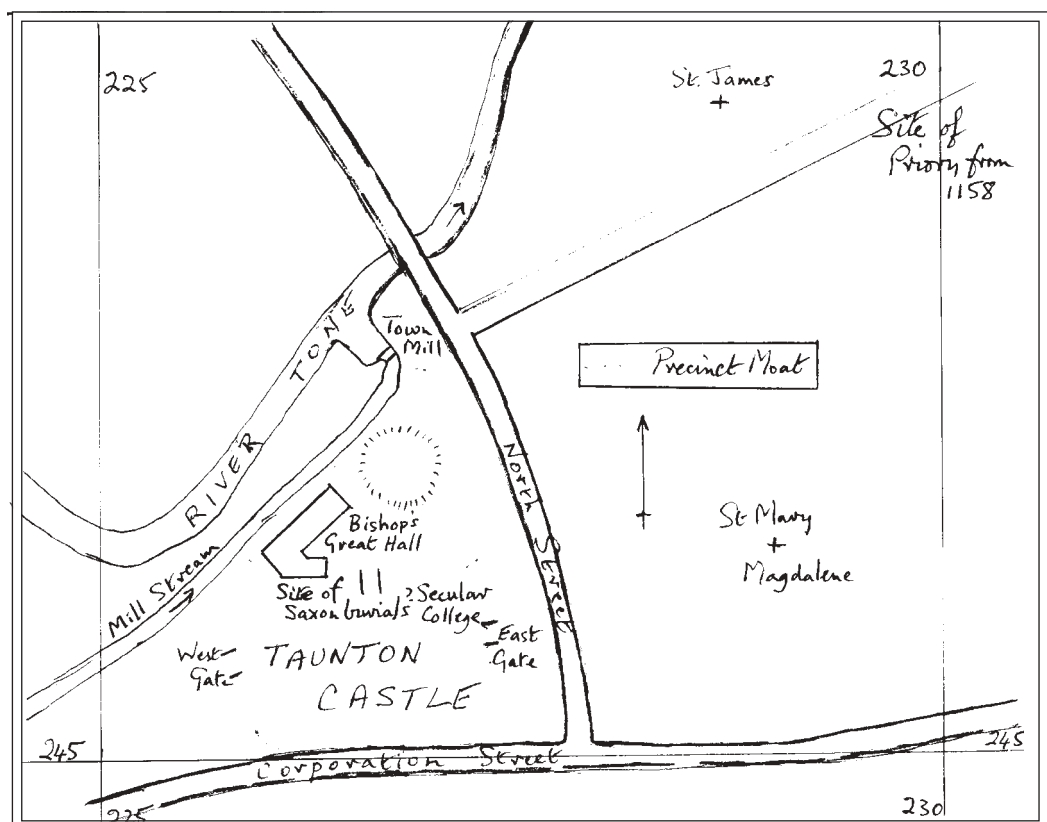 225
230
St. James
+
Site of
Priory from
1158
RIVER TONE
Town
Mill
Precinct Moat
North Street
St Mary
+
Magdalene
Bishop's
Great Hall
Mill Stream
Site of
Saxon burials
? Secular
College
West
Gate
East
Gate
TAUNTON
CASTLE
245
245
Corporation Street
225
230